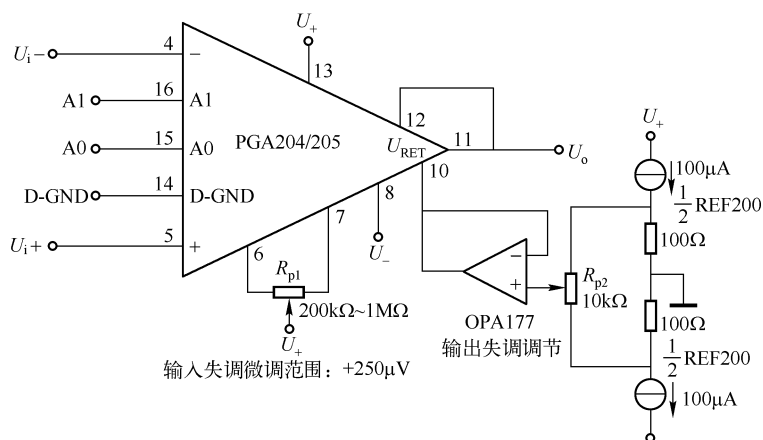 U+
Ui−
4
−
13
A1
16
A1
12
A0
15
A0
PGA204/205
URET
11
Uo
U+
10
100μA
D-GND
14
D-GND
8
1/2 REF200
7
Ui+
5
+
6
U−
−
100Ω
Rp1
+
Rp2
10kΩ
200kΩ~1MΩ
OPA177
100Ω
U+
输出失调调节
1/2 REF200
输入失调微调范围：+250μV
100μA